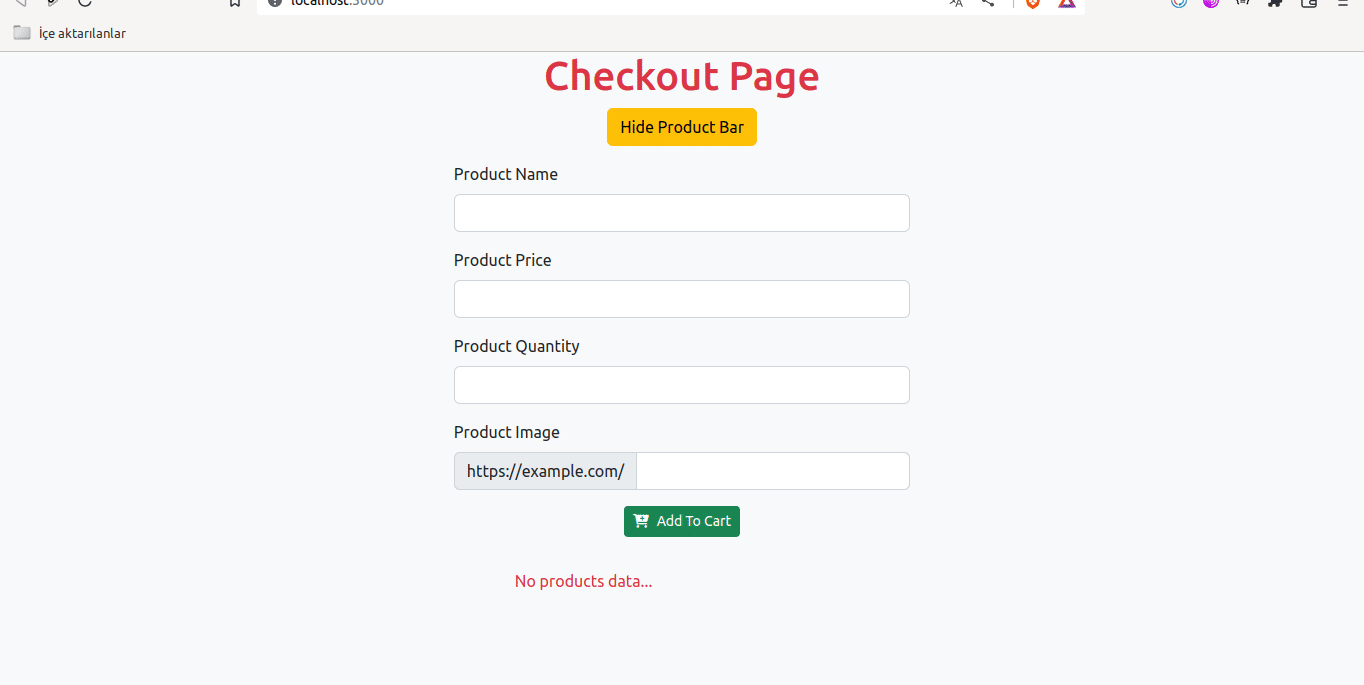 localhost:3000
İçe aktarılanlar
Checkout Page
Hide Product Bar
Product Name
Product Price
Product Quantity
Product Image
https://example.com/
Add To Cart
No products data...